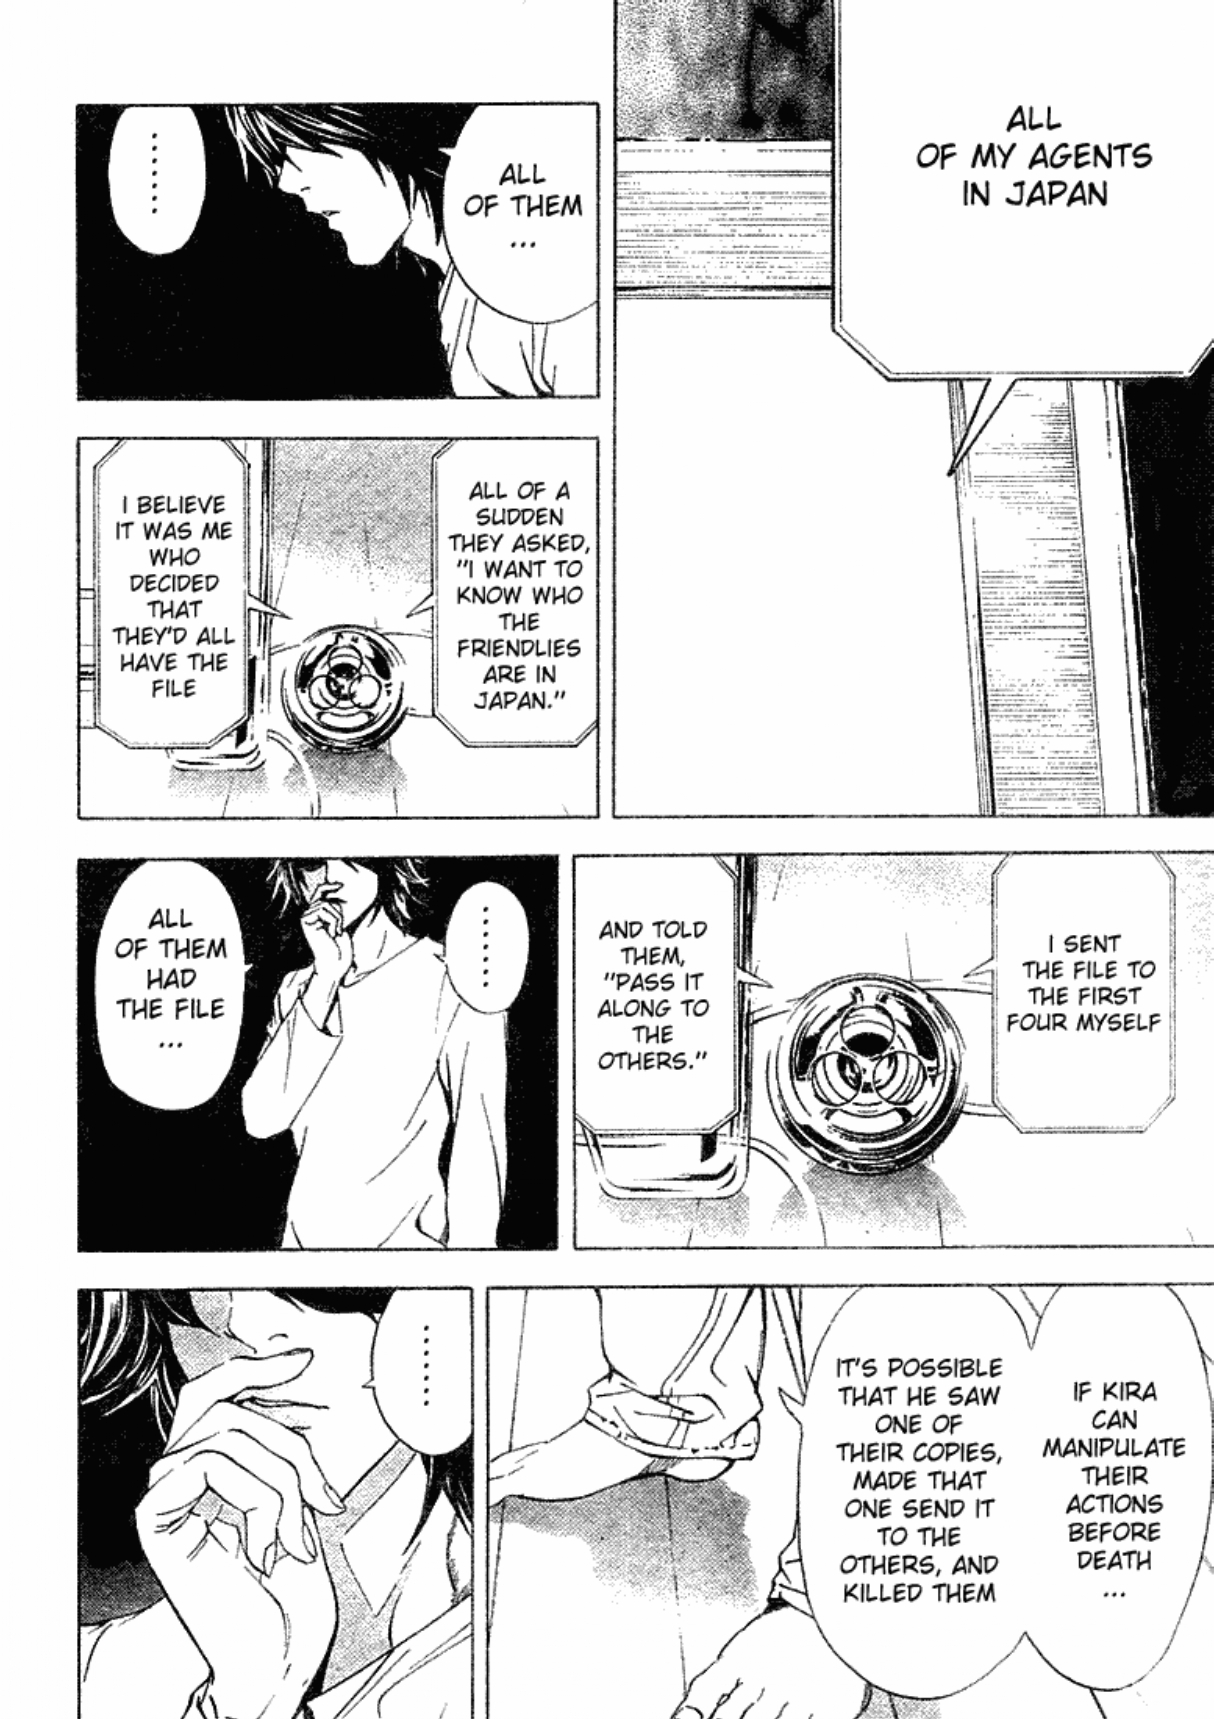 ALL
OF MY AGENTS
IN JAPAN
ALL
OF THEM
...
.......
ALL OF A
SUDDEN
THEY ASKED,
"I WANT TO
KNOW WHO
THE
FRIENDLIES
ARE IN
JAPAN."
I BELIEVE
IT WAS ME
WHO
DECIDED
THAT
THEY'D ALL
HAVE THE
FILE
I SENT
THE FILE TO
THE FIRST
FOUR MYSELF
AND TOLD
THEM,
"PASS IT
ALONG TO
THE
OTHERS."
.......
ALL
OF THEM
HAD
THE FILE
...
IF KIRA
CAN
MANIPULATE
THEIR
ACTIONS
BEFORE
DEATH
...
IT'S POSSIBLE
THAT HE SAW
ONE OF
THEIR COPIES,
MADE THAT
ONE SEND IT
TO THE
OTHERS, AND
KILLED THEM
.......